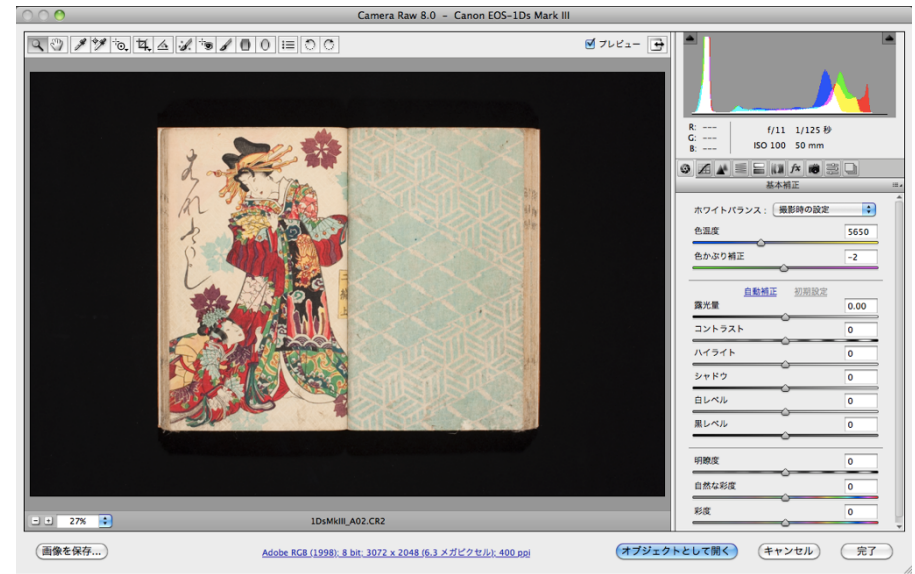 Camera Raw 8.0 – Canon EOS-1Ds Mark III
プレビュー
R: ---
G: ---
B: ---
f/11 1/125 秒
ISO 100 50 mm
基本補正
ホワイトバランス： 撮影時の設定
色温度 5650
色かぶり補正 -2
自動補正 初期設定
露光量 0.00
コントラスト 0
ハイライト 0
シャドウ 0
白レベル 0
黒レベル 0
明瞭度 0
自然な彩度 0
彩度 0
27%
1DsMkIII_A02.CR2
画像を保存...
Adobe RGB (1998); 8 bit; 3072 x 2048 (6.3 メガピクセル); 400 ppi
オブジェクトとして開く
キャンセル
完了